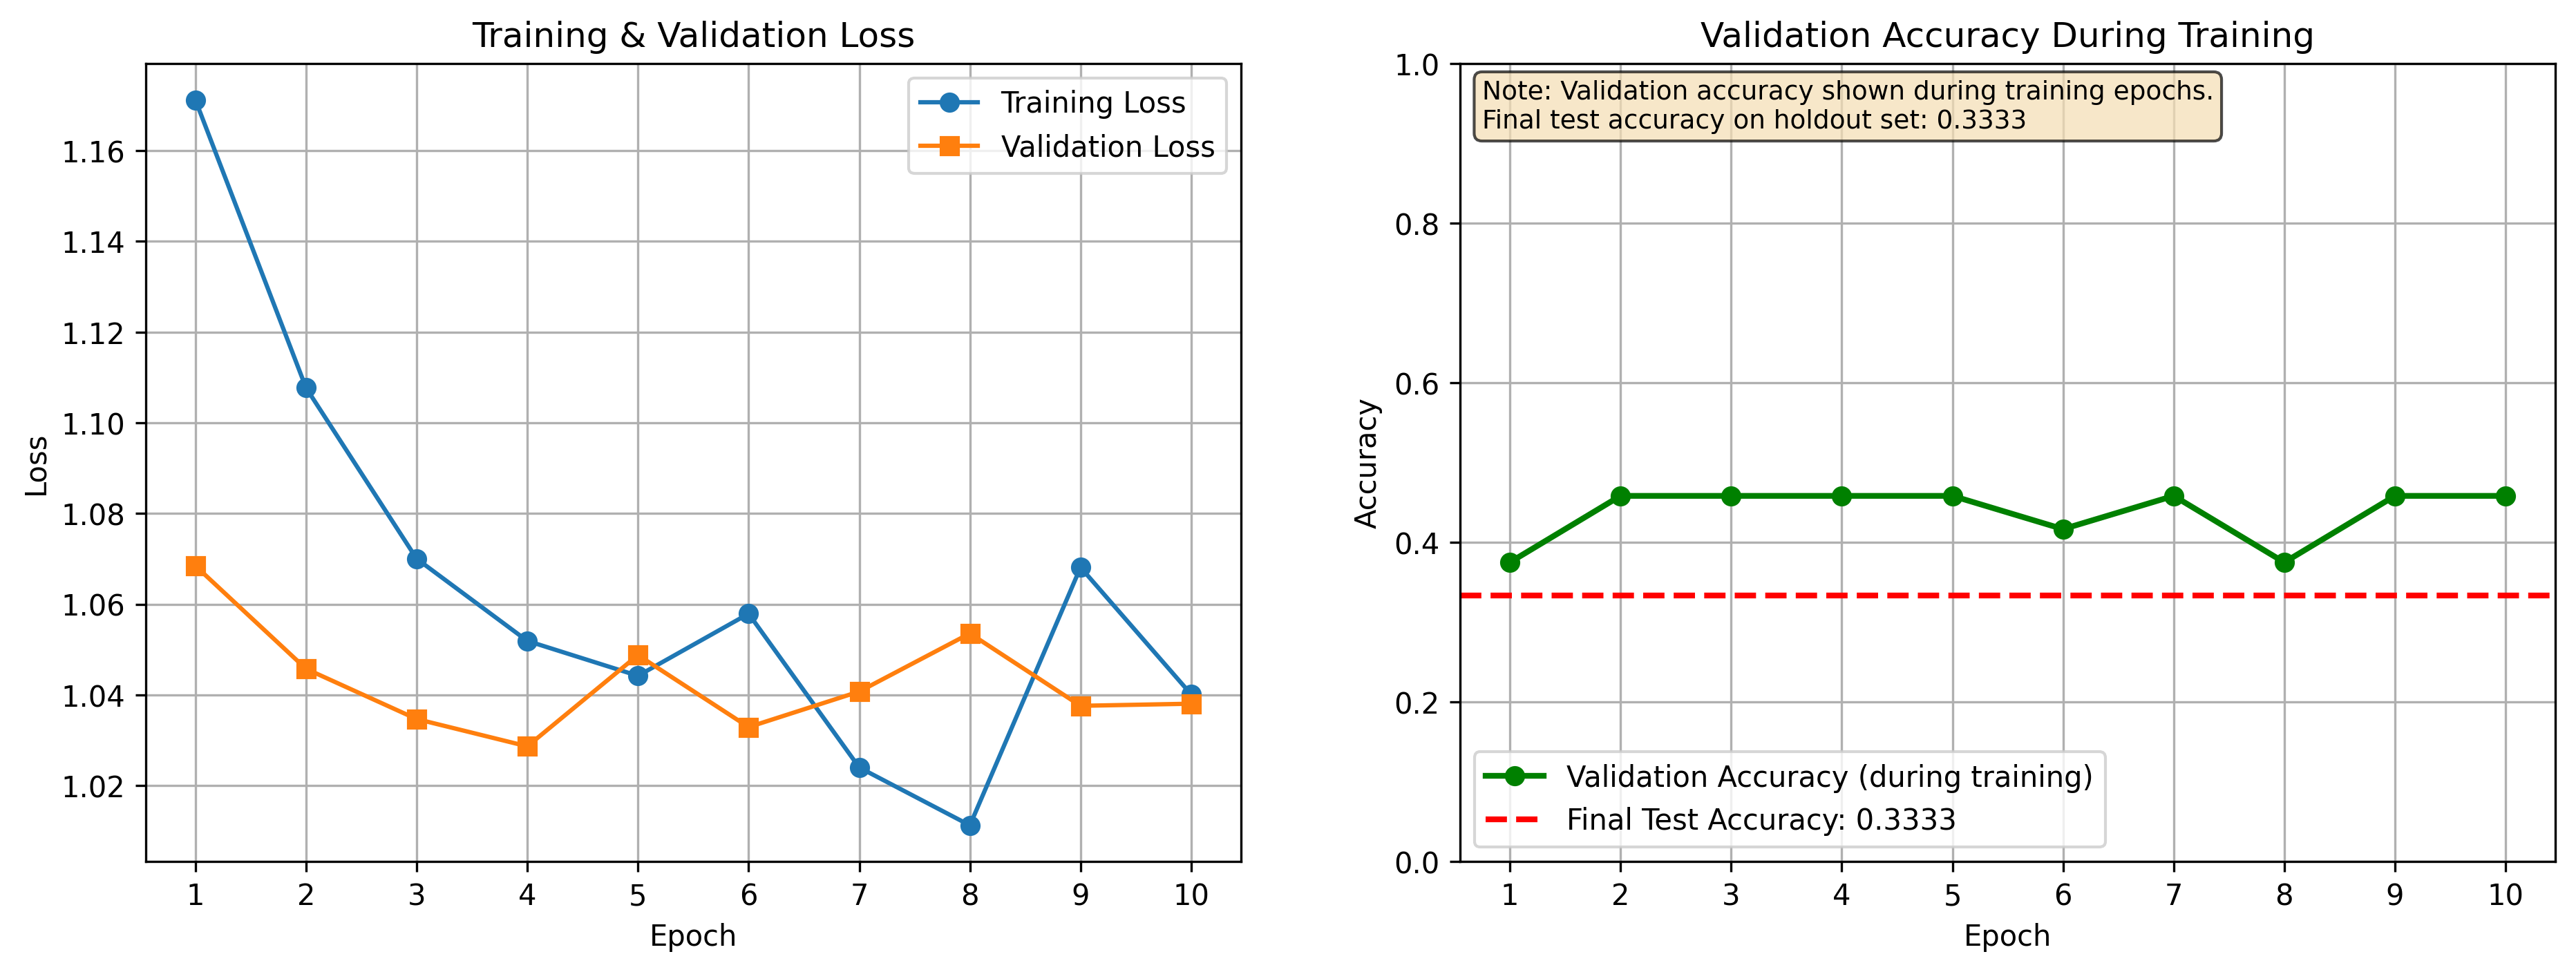 Training & Validation Loss
Training Loss
Validation Loss
1.16
1.14
1.12
1.10
1.08
1.06
1.04
1.02
Loss
1 2 3 4 5 6 7 8 9 10
Epoch
Validation Accuracy During Training
Note: Validation accuracy shown during training epochs.
Final test accuracy on holdout set: 0.3333
1.0
0.8
0.6
0.4
0.2
0.0
Accuracy
Validation Accuracy (during training)
Final Test Accuracy: 0.3333
1 2 3 4 5 6 7 8 9 10
Epoch